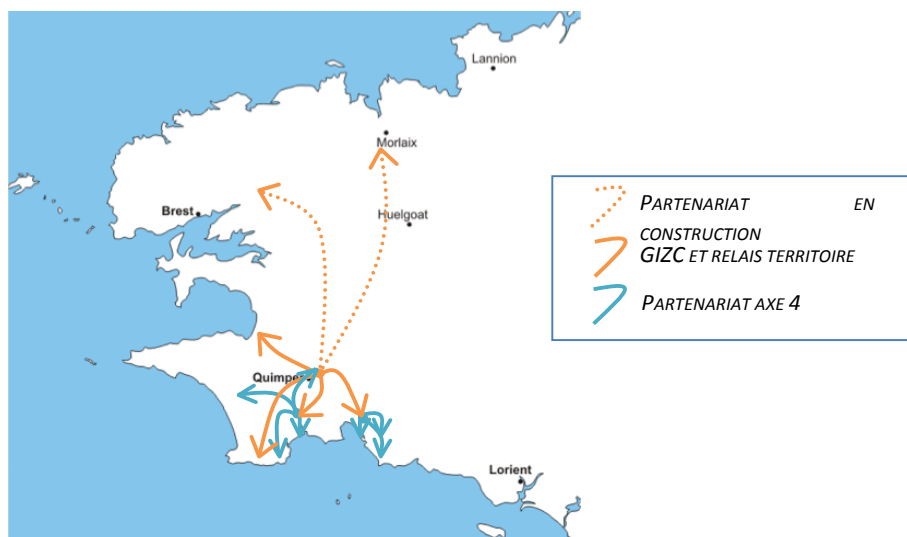 Lannion
Morlaix
Brest
Huelgoat
Quimper
Lorient
PARTENARIAT EN
CONSTRUCTION
GIZC ET RELAIS TERRITOIRE
PARTENARIAT AXE 4